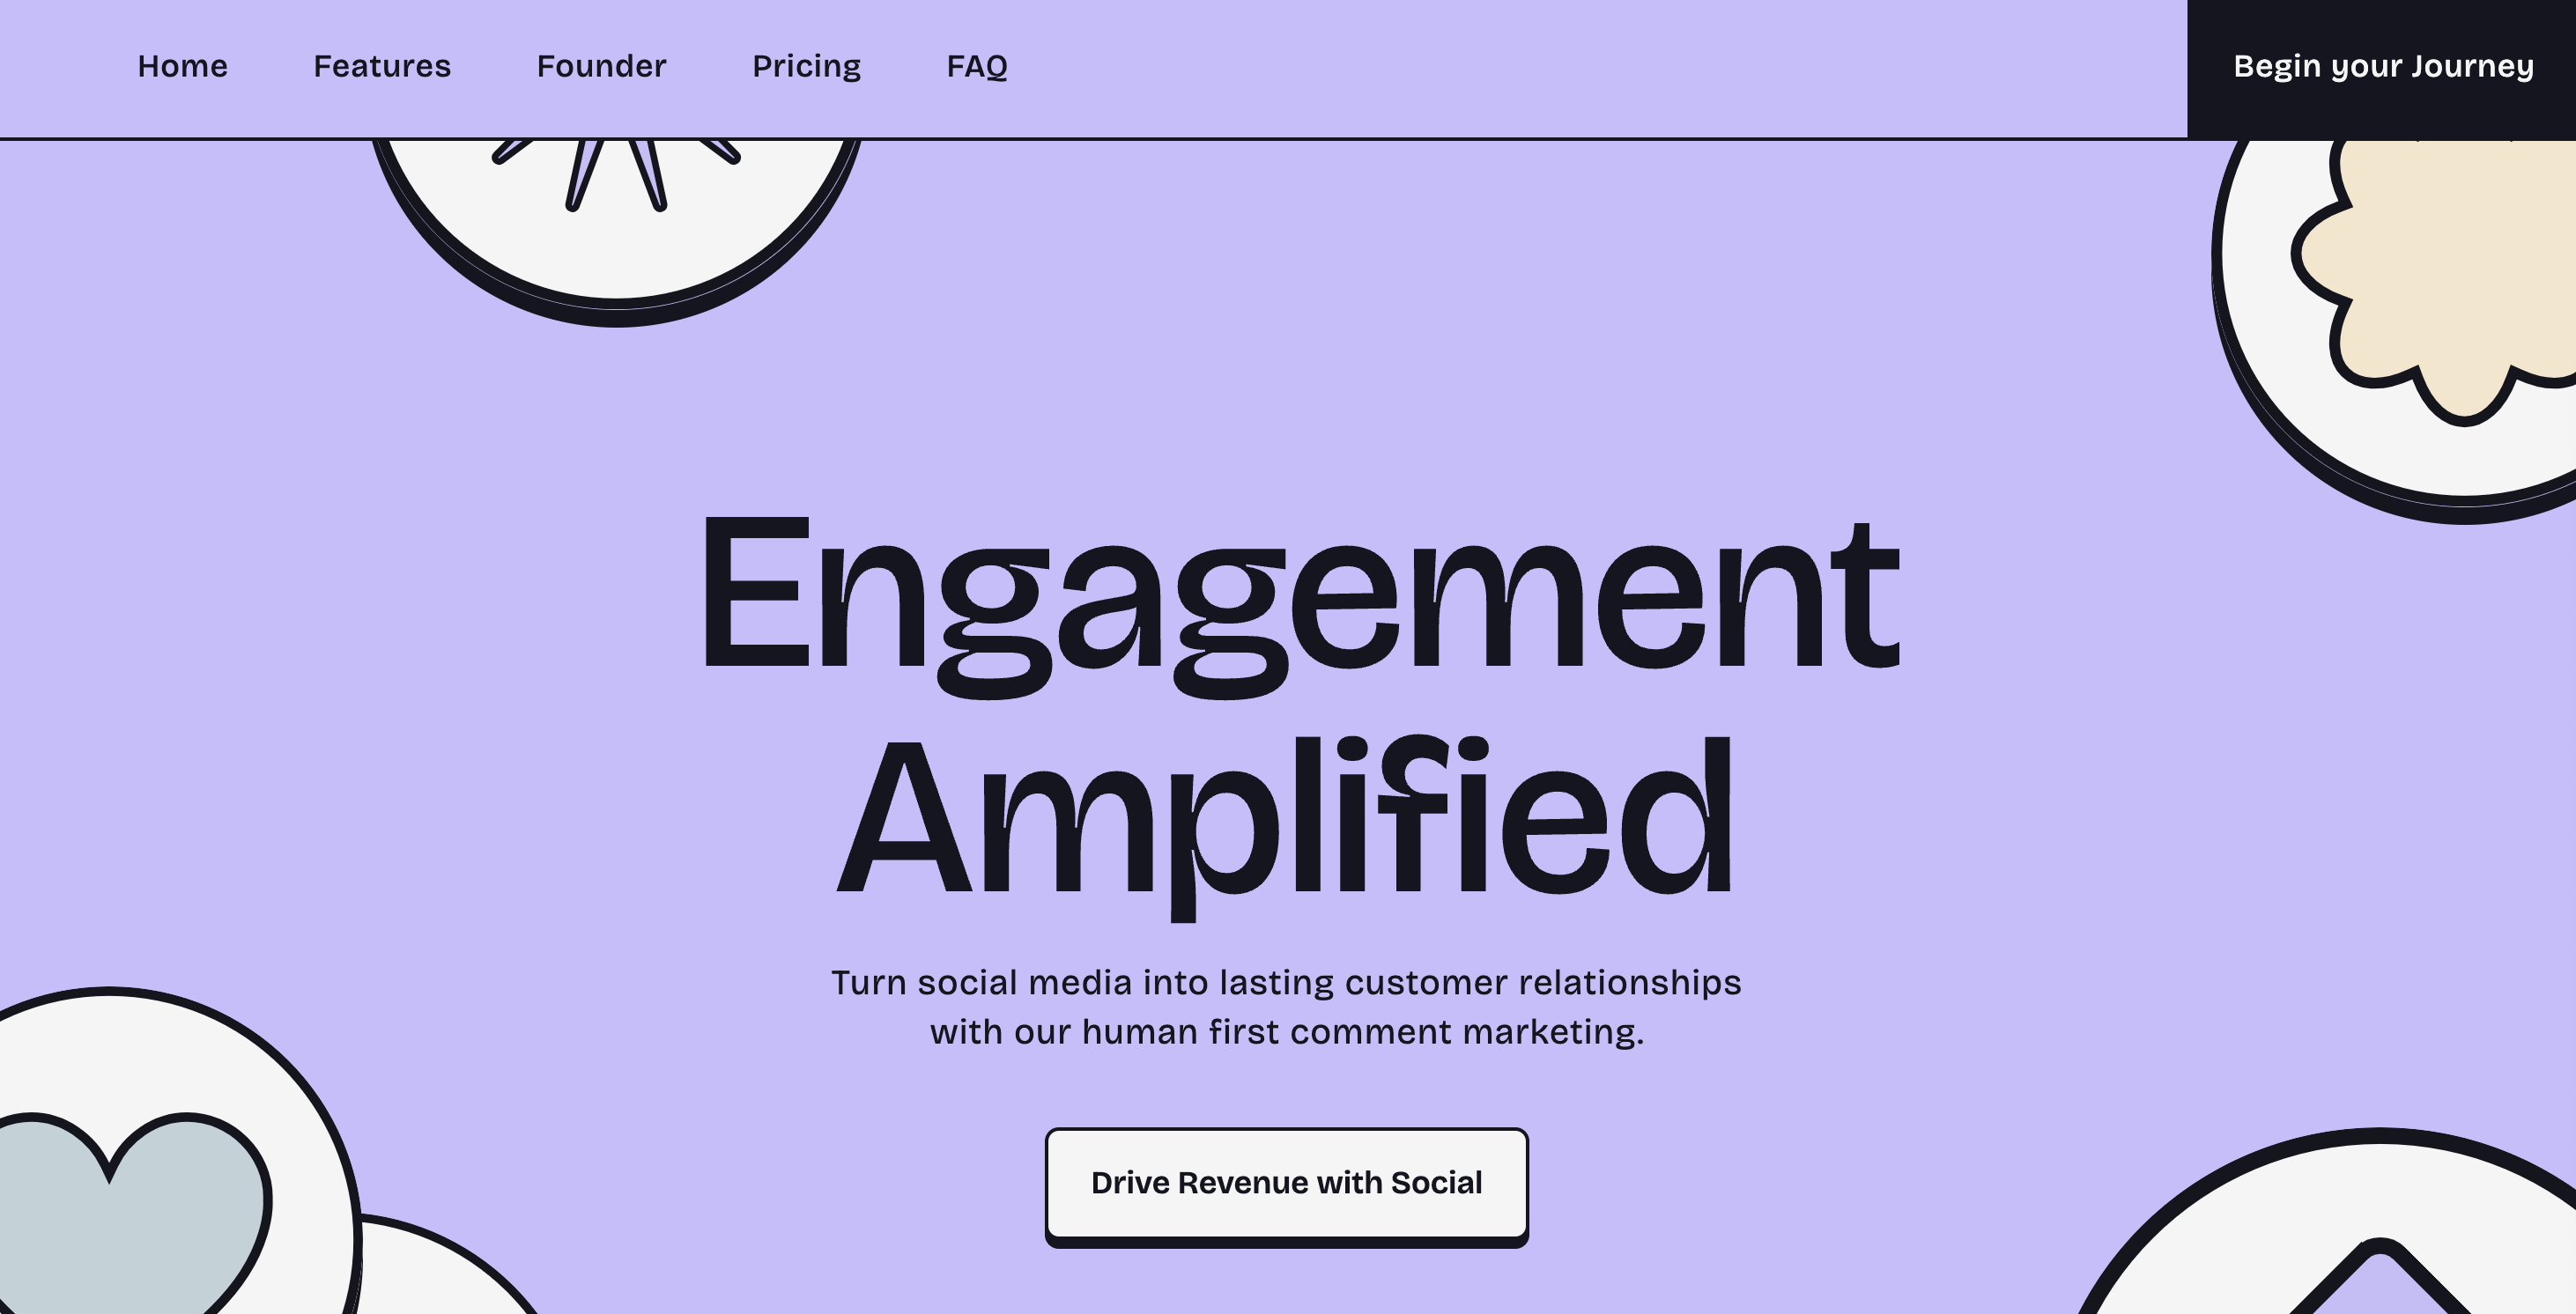 Home
Features
Founder
Pricing
FAQ
Begin your Journey
Engagement
Amplified
Turn social media into lasting customer relationships
with our human first comment marketing.
Drive Revenue with Social